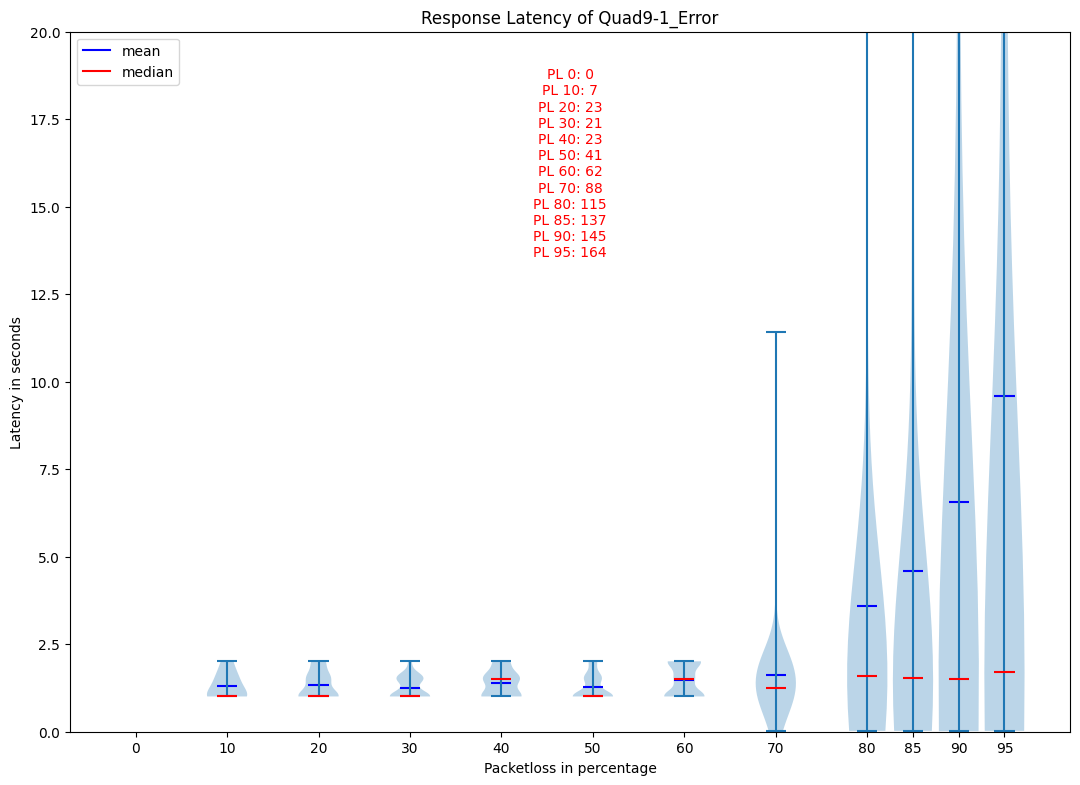 Response Latency of Quad9-1_Error
mean
median
PL 0: 0
PL 10: 7
PL 20: 23
PL 30: 21
PL 40: 23
PL 50: 41
PL 60: 62
PL 70: 88
PL 80: 115
PL 85: 137
PL 90: 145
PL 95: 164
Latency in seconds
20.0
17.5
15.0
12.5
10.0
7.5
5.0
2.5
0.0
0 10 20 30 40 50 60 70 80 85 90 95
Packetloss in percentage